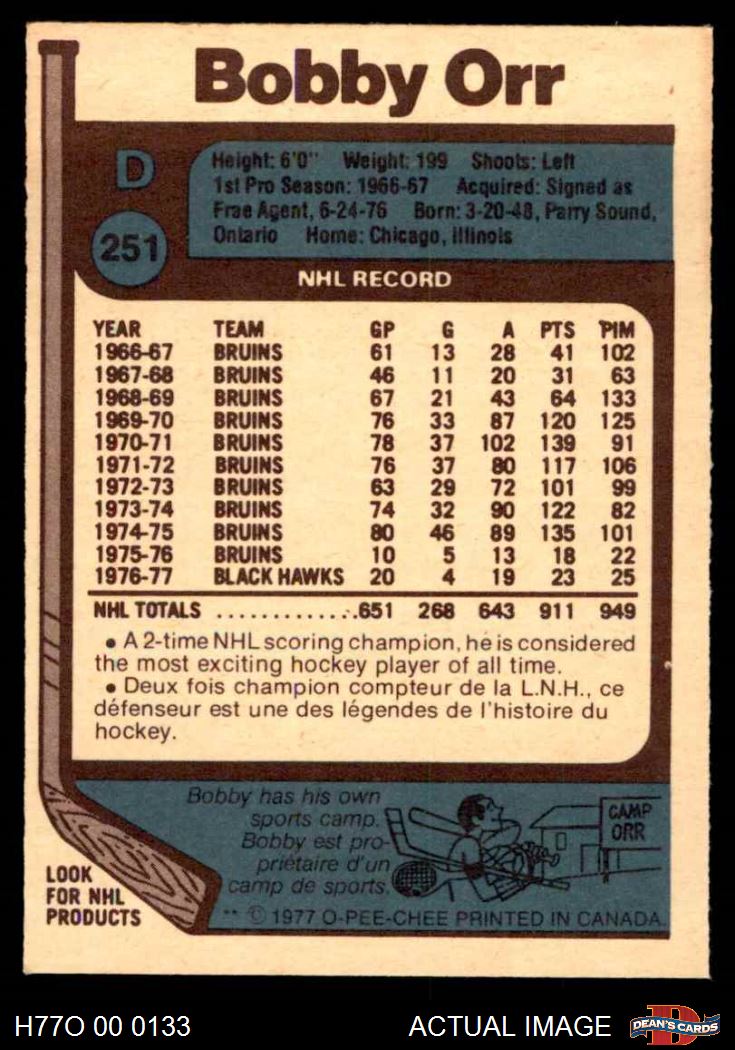 Bobby Orr
D
251
Height: 6'0" Weight: 199 Shoots: Left
1st Pro Season: 1966-67 Acquired: Signed as
Free Agent, 6-24-76 Born: 3-20-48, Parry Sound,
Ontario Home: Chicago, Illinois
NHL RECORD
YEAR TEAM GP G A PTS PIM
1966-67 BRUINS 61 13 28 41 102
1967-68 BRUINS 46 11 20 31 63
1968-69 BRUINS 67 21 43 64 133
1969-70 BRUINS 76 33 87 120 125
1970-71 BRUINS 78 37 102 139 91
1971-72 BRUINS 76 37 80 117 106
1972-73 BRUINS 63 29 72 101 99
1973-74 BRUINS 74 32 90 122 82
1974-75 BRUINS 80 46 89 135 101
1975-76 BRUINS 10 5 13 18 22
1976-77 BLACK HAWKS 20 4 19 23 25
NHL TOTALS ..............651 268 643 911 949
• A 2-time NHL scoring champion, he is considered
the most exciting hockey player of all time.
• Deux fois champion compteur de la L.N.H., ce
défenseur est une des légendes de l'histoire du
hockey.
Bobby has his own
sports camp.
Bobby est pro-
priétaire d'un
camp de sports.
CAMP
ORR
LOOK
FOR NHL
PRODUCTS
** © 1977 O-PEE-CHEE PRINTED IN CANADA.
H77O 00 0133
ACTUAL IMAGE
D
DEAN'S CARDS